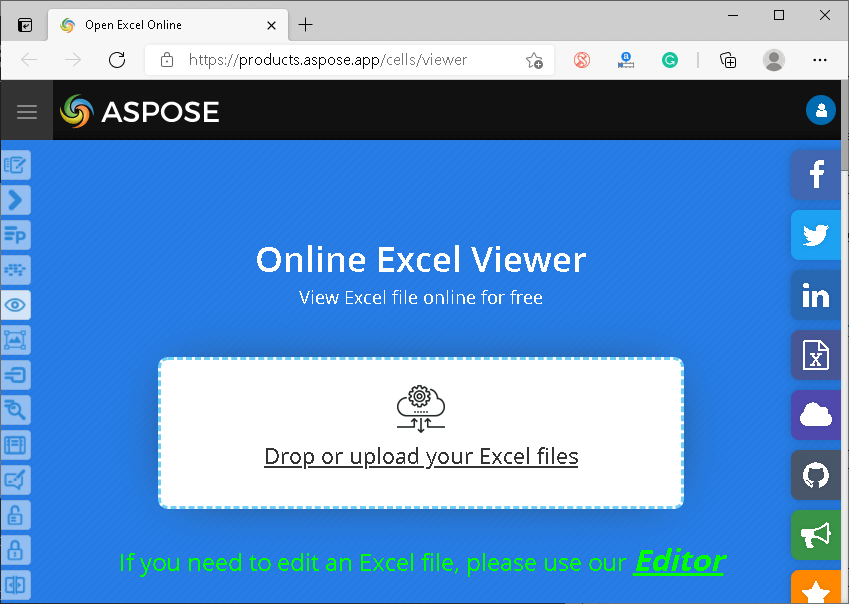 Open Excel Online
https://products.aspose.app/cells/viewer
ASPOSE
Online Excel Viewer
View Excel file online for free
Drop or upload your Excel files
If you need to edit an Excel file, please use our Editor